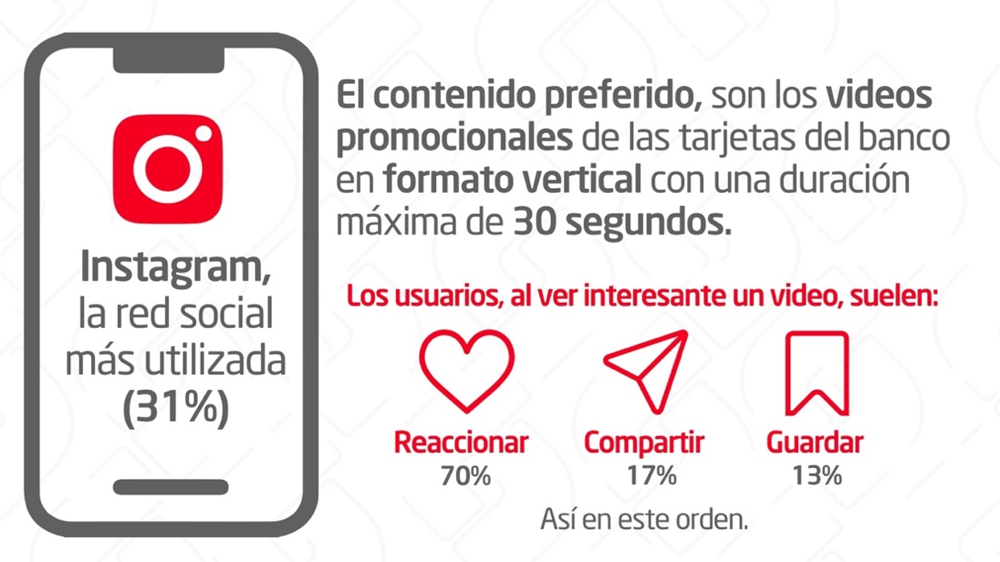 Instagram,
la red social
más utilizada
(31%)
El contenido preferido, son los videos
promocionales de las tarjetas del banco
en formato vertical con una duración
máxima de 30 segundos.
Los usuarios, al ver interesante un video, suelen:
Reaccionar
70%
Compartir
17%
Guardar
13%
Así en este orden.